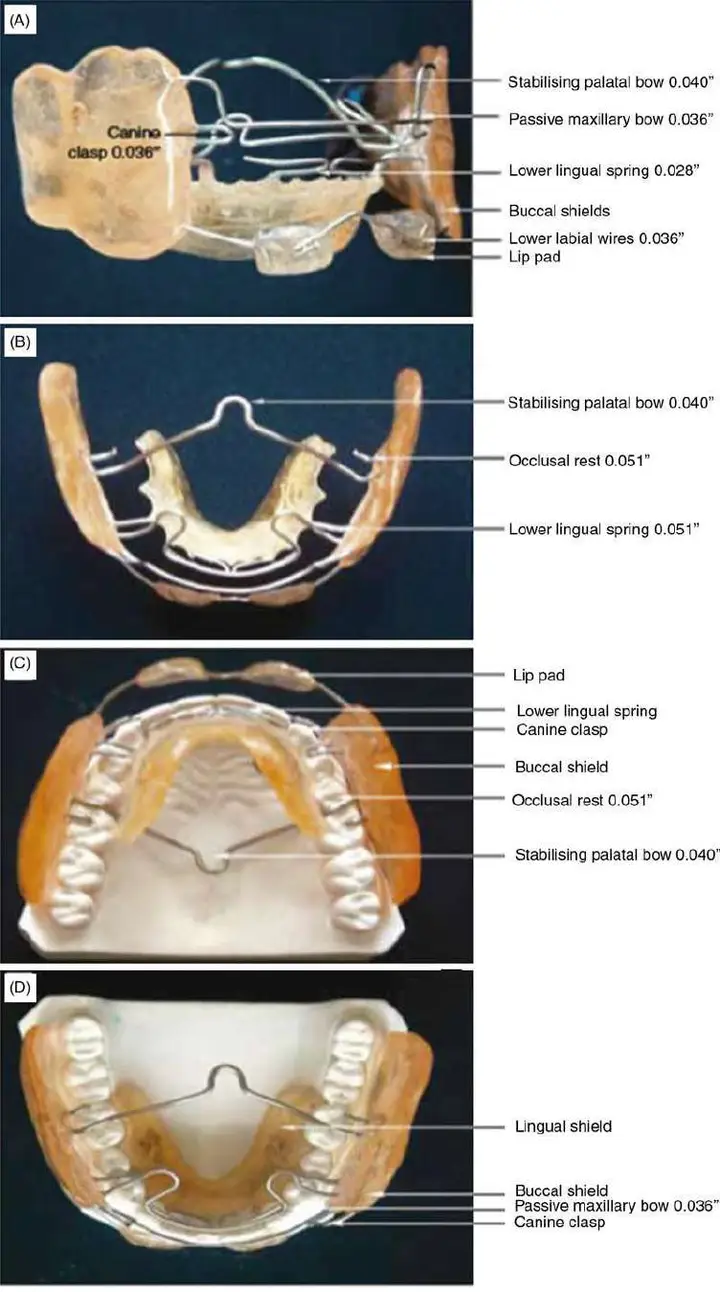 (A)
Stabilising palatal bow 0.040”
Passive maxillary bow 0.036”
Canine
clasp 0.036”
Lower lingual spring 0.028”
Buccal shields
Lower labial wires 0.036”
Lip pad
(B)
Stabilising palatal bow 0.040”
Occlusal rest 0.051”
Lower lingual spring 0.051”
(C)
Lip pad
Lower lingual spring
Canine clasp
Buccal shield
Occlusal rest 0.051”
Stabilising palatal bow 0.040”
(D)
Lingual shield
Buccal shield
Passive maxillary bow 0.036”
Canine clasp